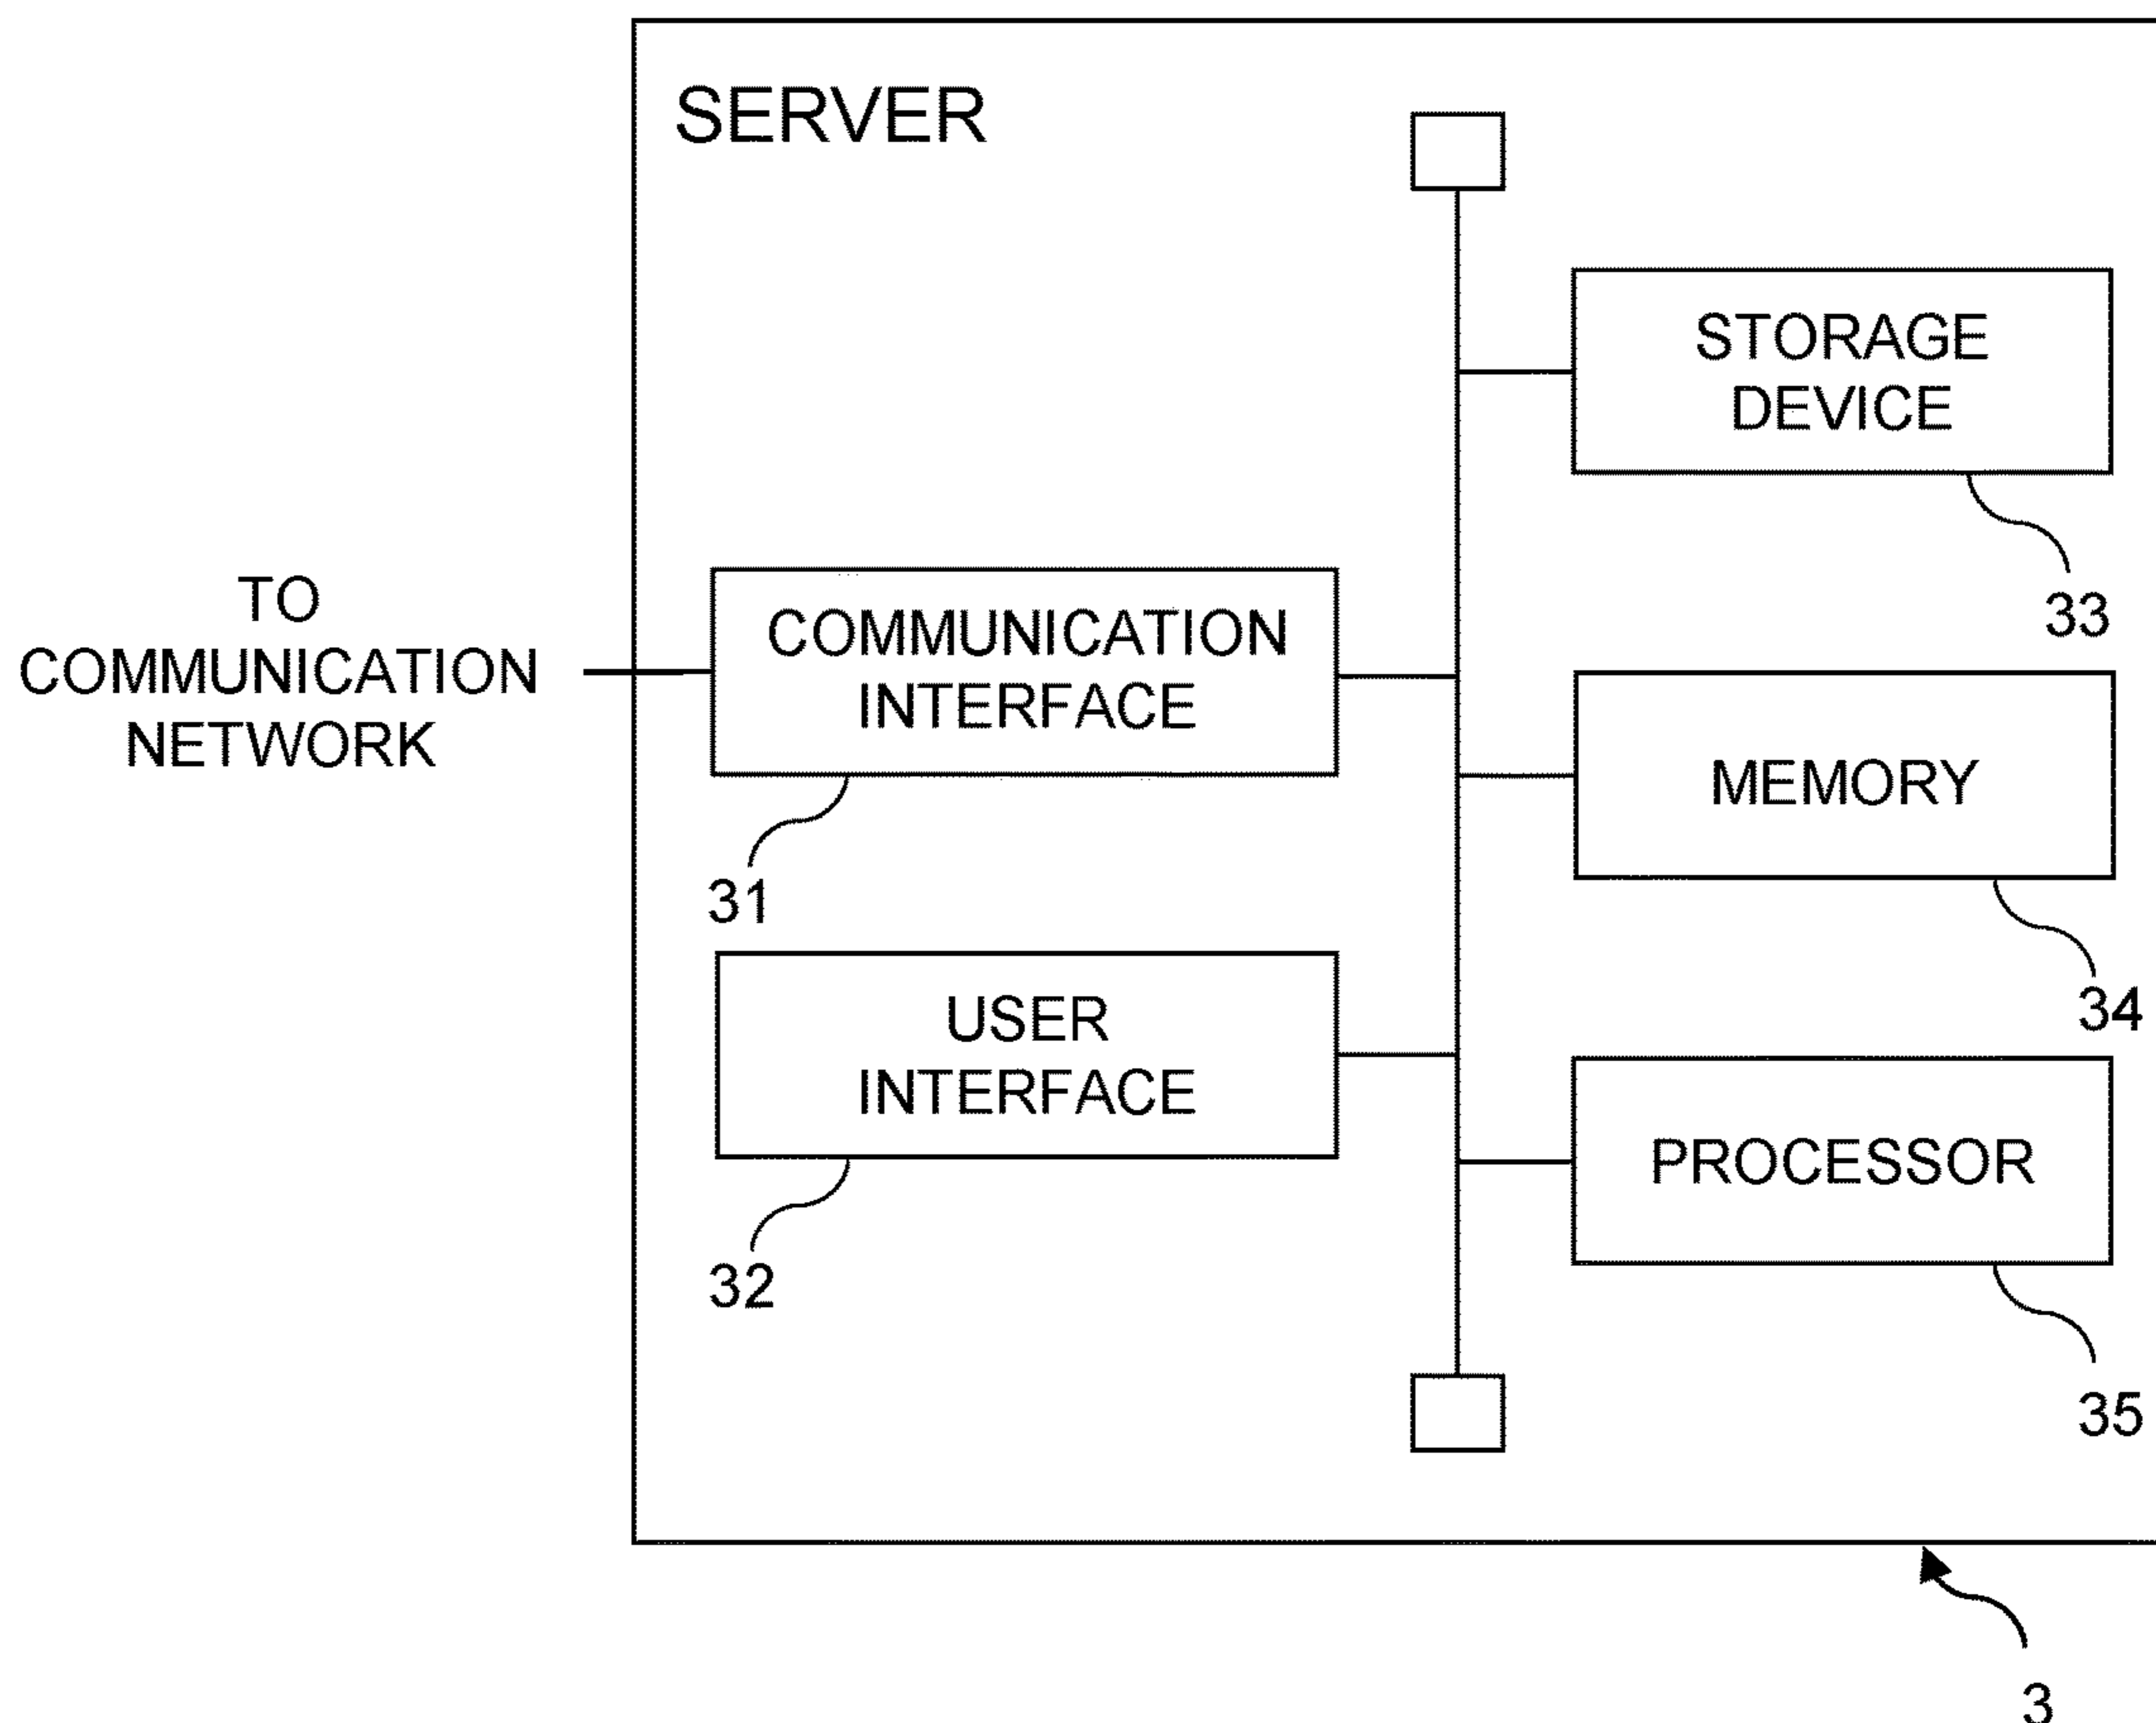 SERVER
STORAGE
DEVICE
33
TO
COMMUNICATION
NETWORK
COMMUNICATION
INTERFACE
31
MEMORY
34
USER
INTERFACE
32
PROCESSOR
35
3